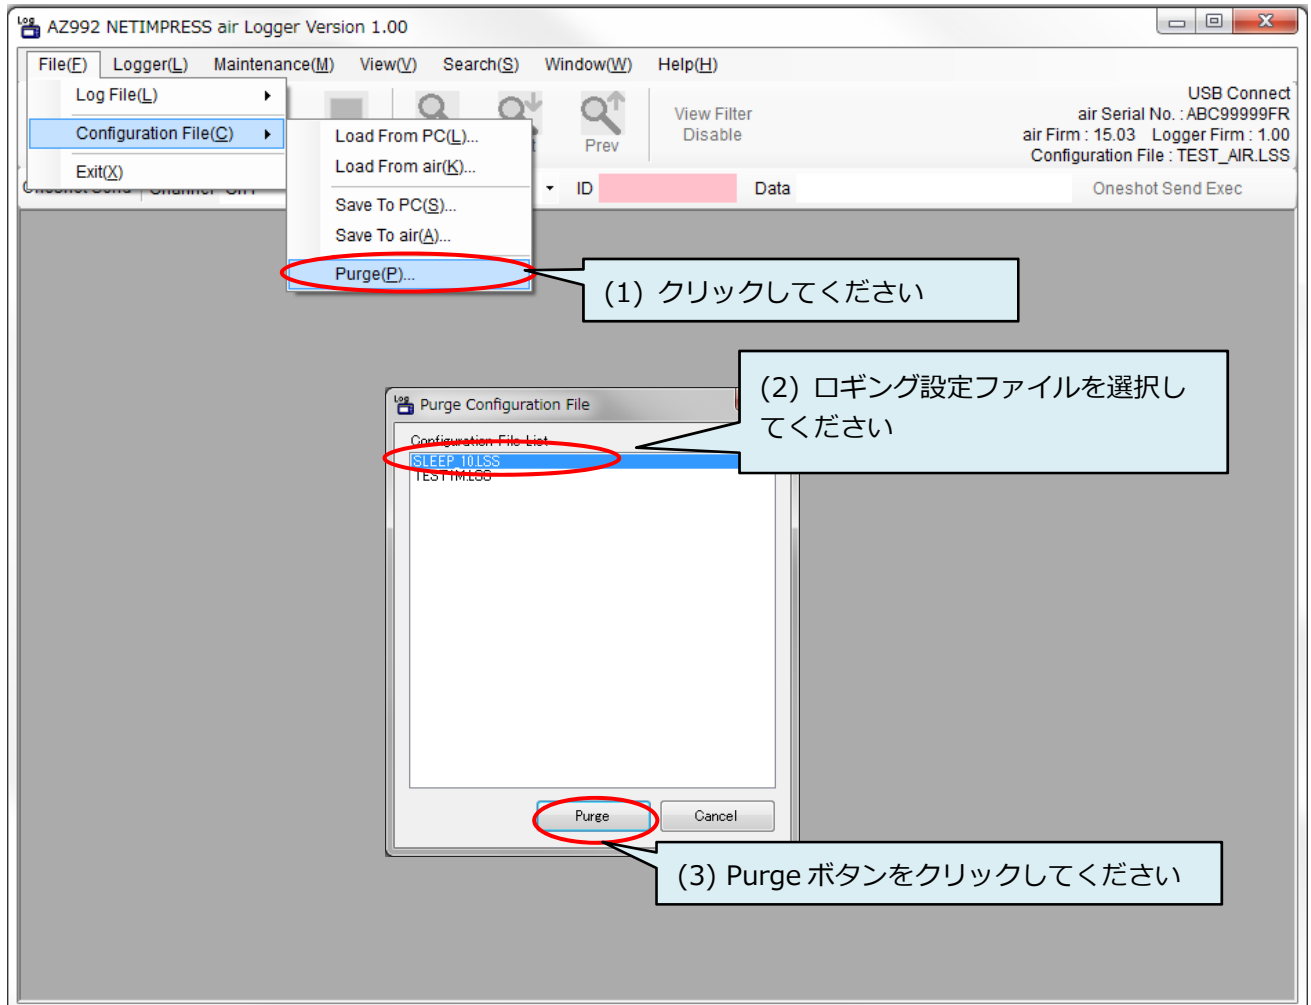 AZ992 NETIMPRESS air Logger Version 1.00
File(F) Logger(L) Maintenance(M) View(V) Search(S) Window(W) Help(H)
Log File(L)
Configuration File(C)
Exit(X)
Load From PC(L)...
Load From air(K)...
Save To PC(S)...
Save To air(A)...
Purge(P)...
Prev
View Filter
Disable
USB Connect
air Serial No. : ABC99999FR
air Firm : 15.03 Logger Firm : 1.00
Configuration File : TEST_AIR.LSS
ID Data Oneshot Send Exec
(1) クリックしてください
(2) ロギング設定ファイルを選択し
てください
Purge Configuration File
Configuration File List
SLEEP_10.LSS
TEST1M.LSS
Purge Cancel
(3) Purge ボタンをクリックしてください